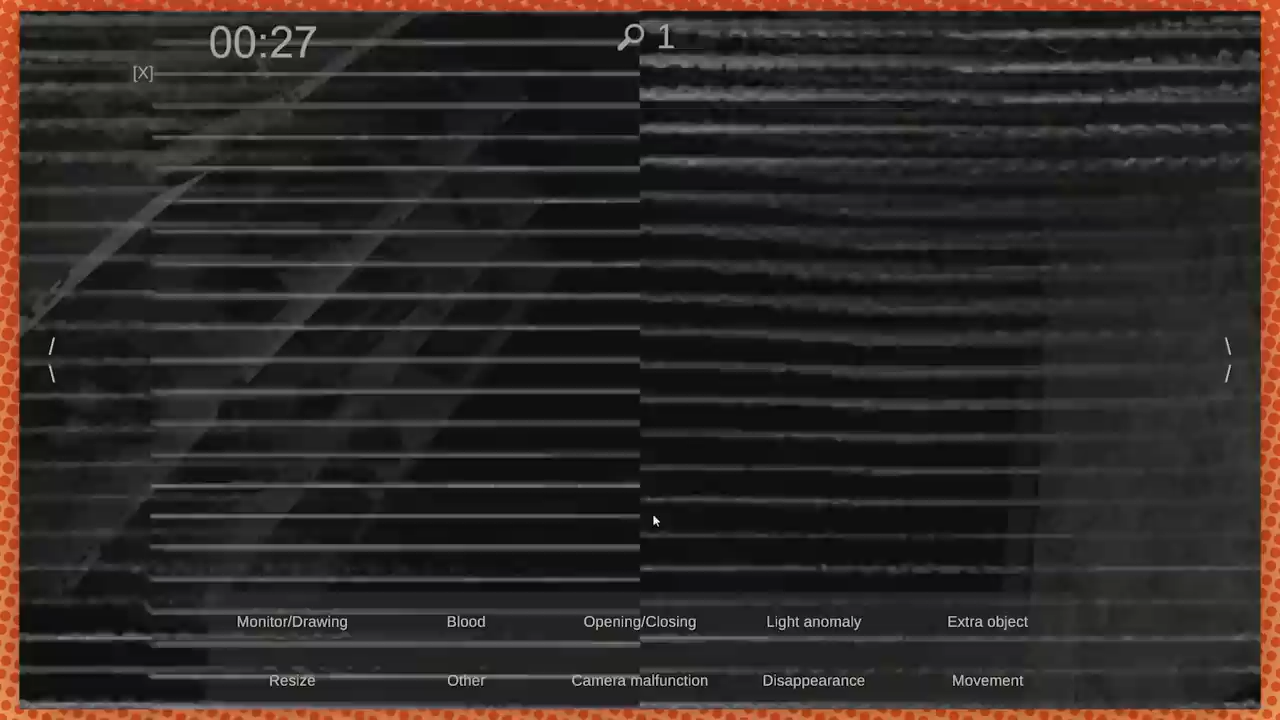 00:27
1
[X]
Monitor/Drawing Blood Opening/Closing Light anomaly Extra object
Resize Other Camera malfunction Disappearance Movement